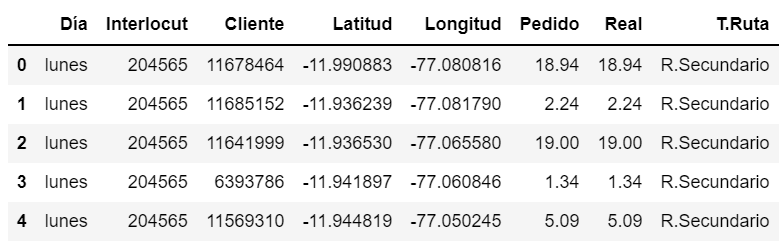 Día Interlocut Cliente Latitud Longitud Pedido Real T.Ruta
0 lunes 204565 11678464 -11.990883 -77.080816 18.94 18.94 R.Secundario
1 lunes 204565 11685152 -11.936239 -77.081790 2.24 2.24 R.Secundario
2 lunes 204565 11641999 -11.936530 -77.065580 19.00 19.00 R.Secundario
3 lunes 204565 6393786 -11.941897 -77.060846 1.34 1.34 R.Secundario
4 lunes 204565 11569310 -11.944819 -77.050245 5.09 5.09 R.Secundario